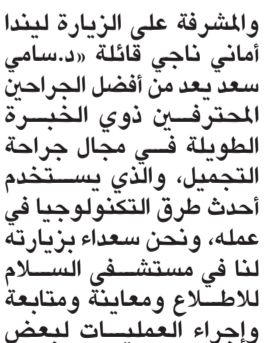 والمشرفة على الزيارة ليندا
أماني ناجي قائلة «د.سامي
سعد يعد من أفضل الجراحين
المحترفين ذوي الخبرة
الطويلة في مجال جراحة
التجميل، والذي يستخدم
أحدث طرق التكنولوجيا في
عمله، ونحن سعداء بزيارته
لنا في مستشفى السلام
للاطلاع ومعاينة ومتابعة
وإجراء العمليات لبعض